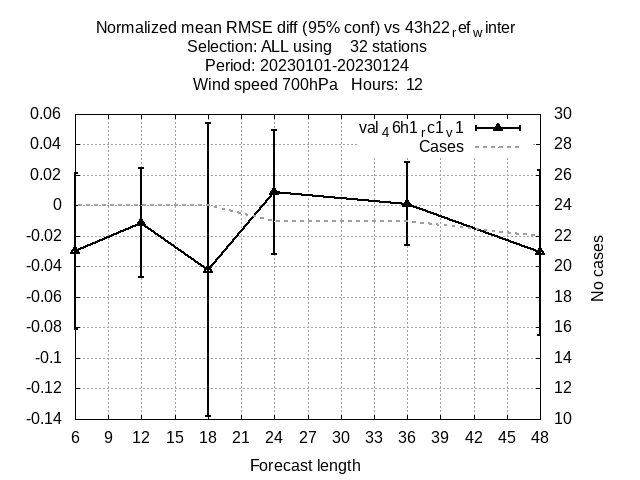 Normalized mean RMSE diff (95% conf) vs 43h22refwinter
Selection: ALL using 32 stations
Period: 20230101-20230124
Wind speed 700hPa Hours: 12
val46h1rc1v1
Cases
0.06
0.04
0.02
0
-0.02
-0.04
-0.06
-0.08
-0.1
-0.12
-0.14
30
28
26
24
22
20
18
16
14
12
10
No cases
6 9 12 15 18 21 24 27 30 33 36 39 42 45 48
Forecast length